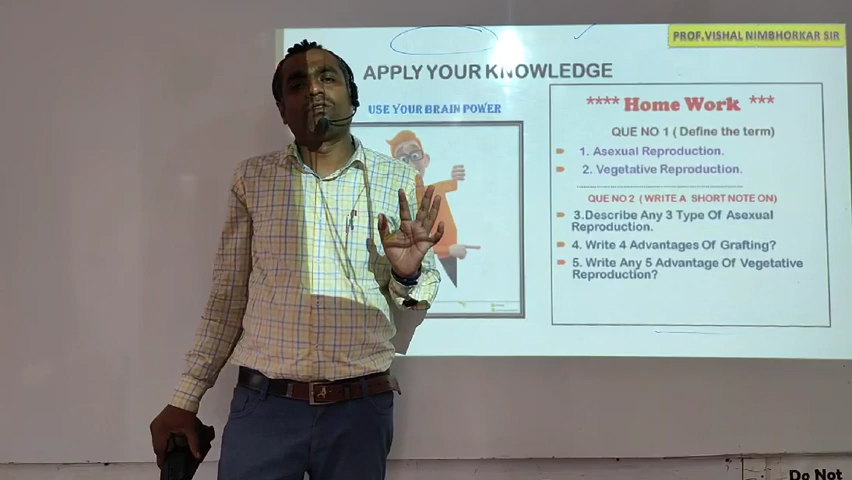 PROF.VISHAL NIMBHORKAR SIR
APPLY YOUR KNOWLEDGE
USE YOUR BRAIN POWER
**** Home Work ***
QUE NO 1 ( Define the term)
1. Asexual Reproduction.
2. Vegetative Reproduction.
QUE NO 2 ( WRITE A SHORT NOTE ON)
3.Describe Any 3 Type Of Asexual
Reproduction.
4. Write 4 Advantages Of Grafting?
5. Write Any 5 Advantage Of Vegetative
Reproduction?
Do Not